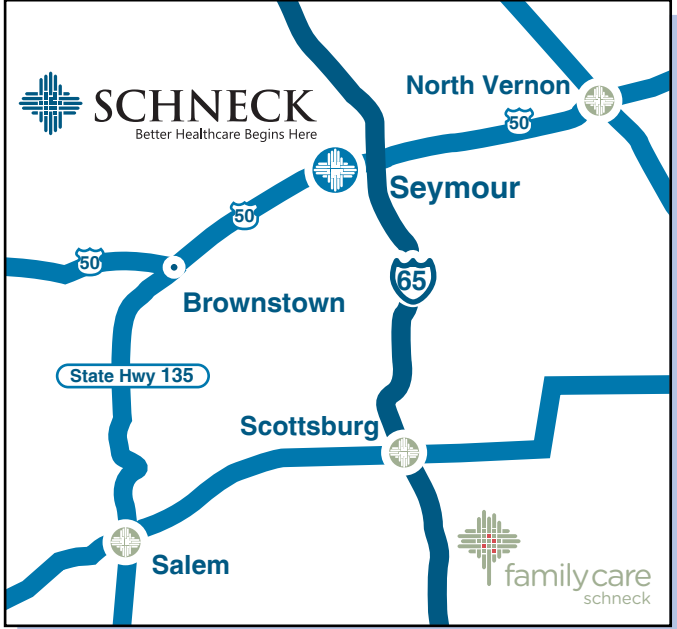 SCHNECK
Better Healthcare Begins Here
North Vernon
50
Seymour
50
50
65
Brownstown
State Hwy 135
Scottsburg
Salem
familycare
schneck